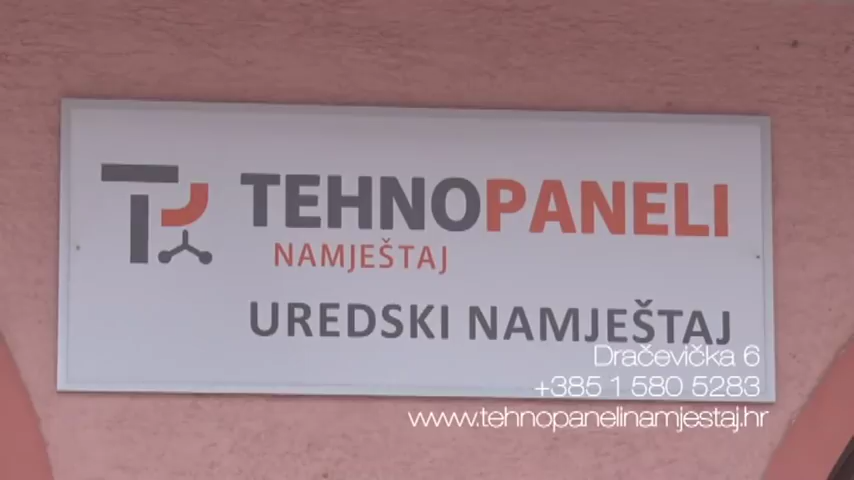 TEHNOPANELI
NAMJEŠTAJ
UREDSKI NAMJEŠTAJ
Dračevička 6
+385 1 580 5283
www.tehnopanelinamjestaj.hr